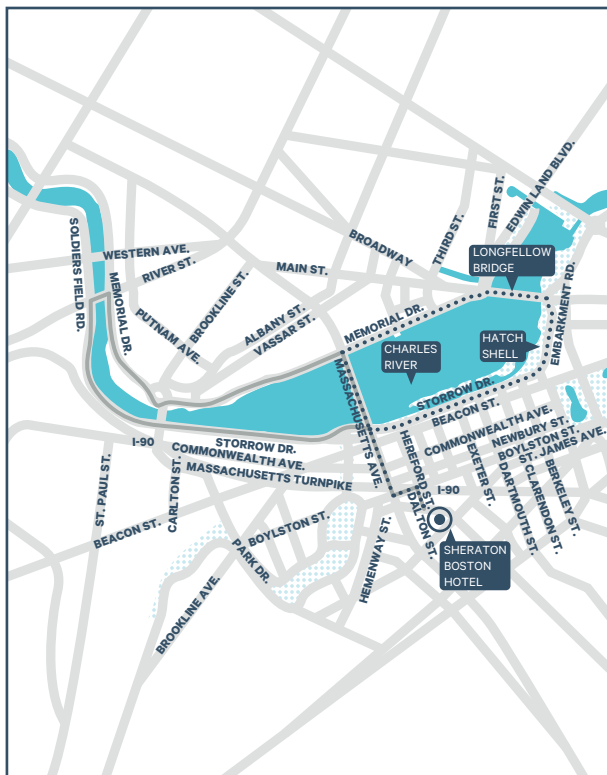 EDWIN LAND BLVD.
FIRST ST.
THIRD ST.
BROADWAY
SOLDIERS FIELD RD.
WESTERN AVE.
RIVER ST.
MAIN ST.
LONGFELLOW
BRIDGE
EMBARKMENT RD.
MEMORIAL DR.
PUTNAM AVE.
BROOKLINE ST.
ALBANY ST.
VASSAR ST.
MEMORIAL DR.
HATCH
SHELL
CHARLES
RIVER
MASSACHUSETTS AVE.
STORROW DR.
BEACON ST.
COMMONWEALTH AVE.
NEWBURY ST.
BOYLSTON ST.
ST. JAMES AVE.
HEREFORD ST.
EXETER ST.
DARTMOUTH ST.
CLARENDON ST.
BERKELEY ST.
I-90
STORROW DR.
COMMONWEALTH AVE.
MASSACHUSETTS TURNPIKE
I-90
ST. PAUL ST.
CARLTON ST.
BEACON ST.
BOYLSTON ST.
PARK DR.
HEMENWAY ST.
DALTON ST.
BROOKLINE AVE.
SHERATON
BOSTON
HOTEL